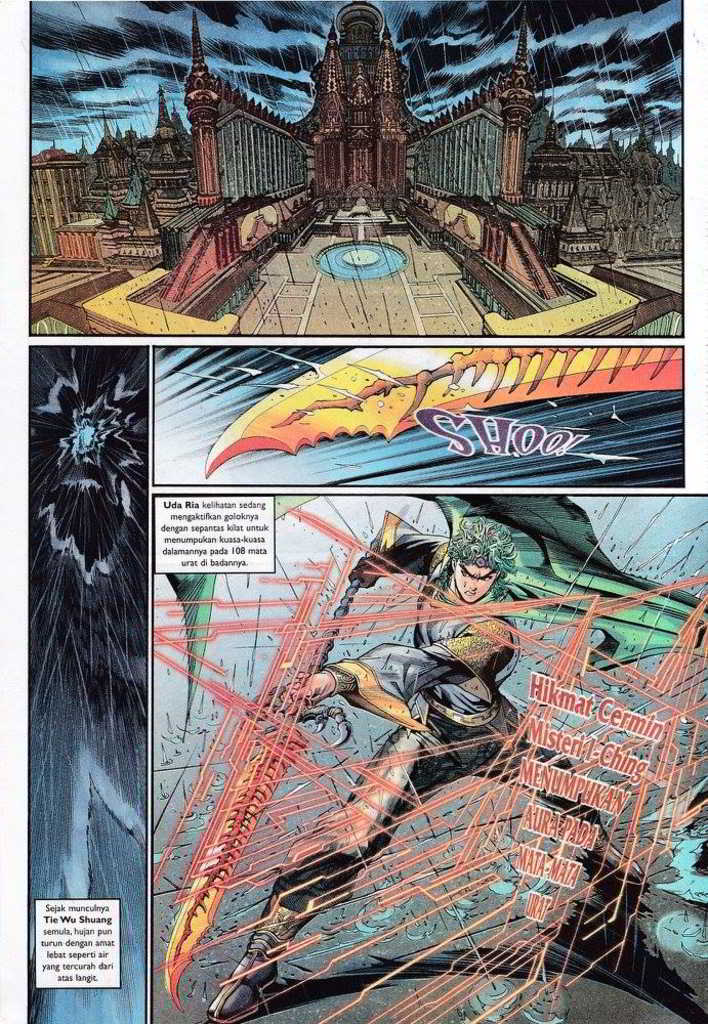 SHOO!
Uda Ria kelihatan sedang
mengaktifkan goloknya
dengan sepantas kilat untuk
menumpukan kuasa-kuasa
dalamannya pada 108 mata
urat di badannya.
Hikmat Cermin
Misteri I-Ching
MENUMPUKAN
AURA PADA
MATA-MATA
URAT
Sejak munculnya
Tie Wu Shuang
semula, hujan pun
turun dengan amat
lebat seperti air
yang tercurah dari
atas langit.